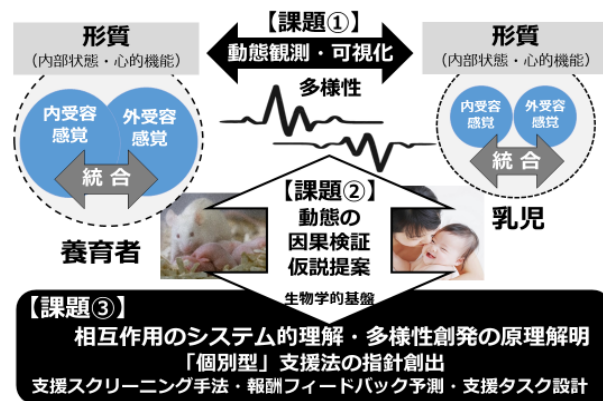 【課題①】
動態観測・可視化
多様性
形質
（内部状態・心的機能）
内受容
感覚
外受容
感覚
統合
養育者
形質
（内部状態・心的機能）
内受容
感覚
外受容
感覚
統合
乳児
【課題②】
動態の
因果検証
仮説提案
生物学的基盤
【課題③】
相互作用のシステム的理解・多様性創発の原理解明
「個別型」支援法の指針創出
支援スクリーニング手法・報酬フィードバック予測・支援タスク設計